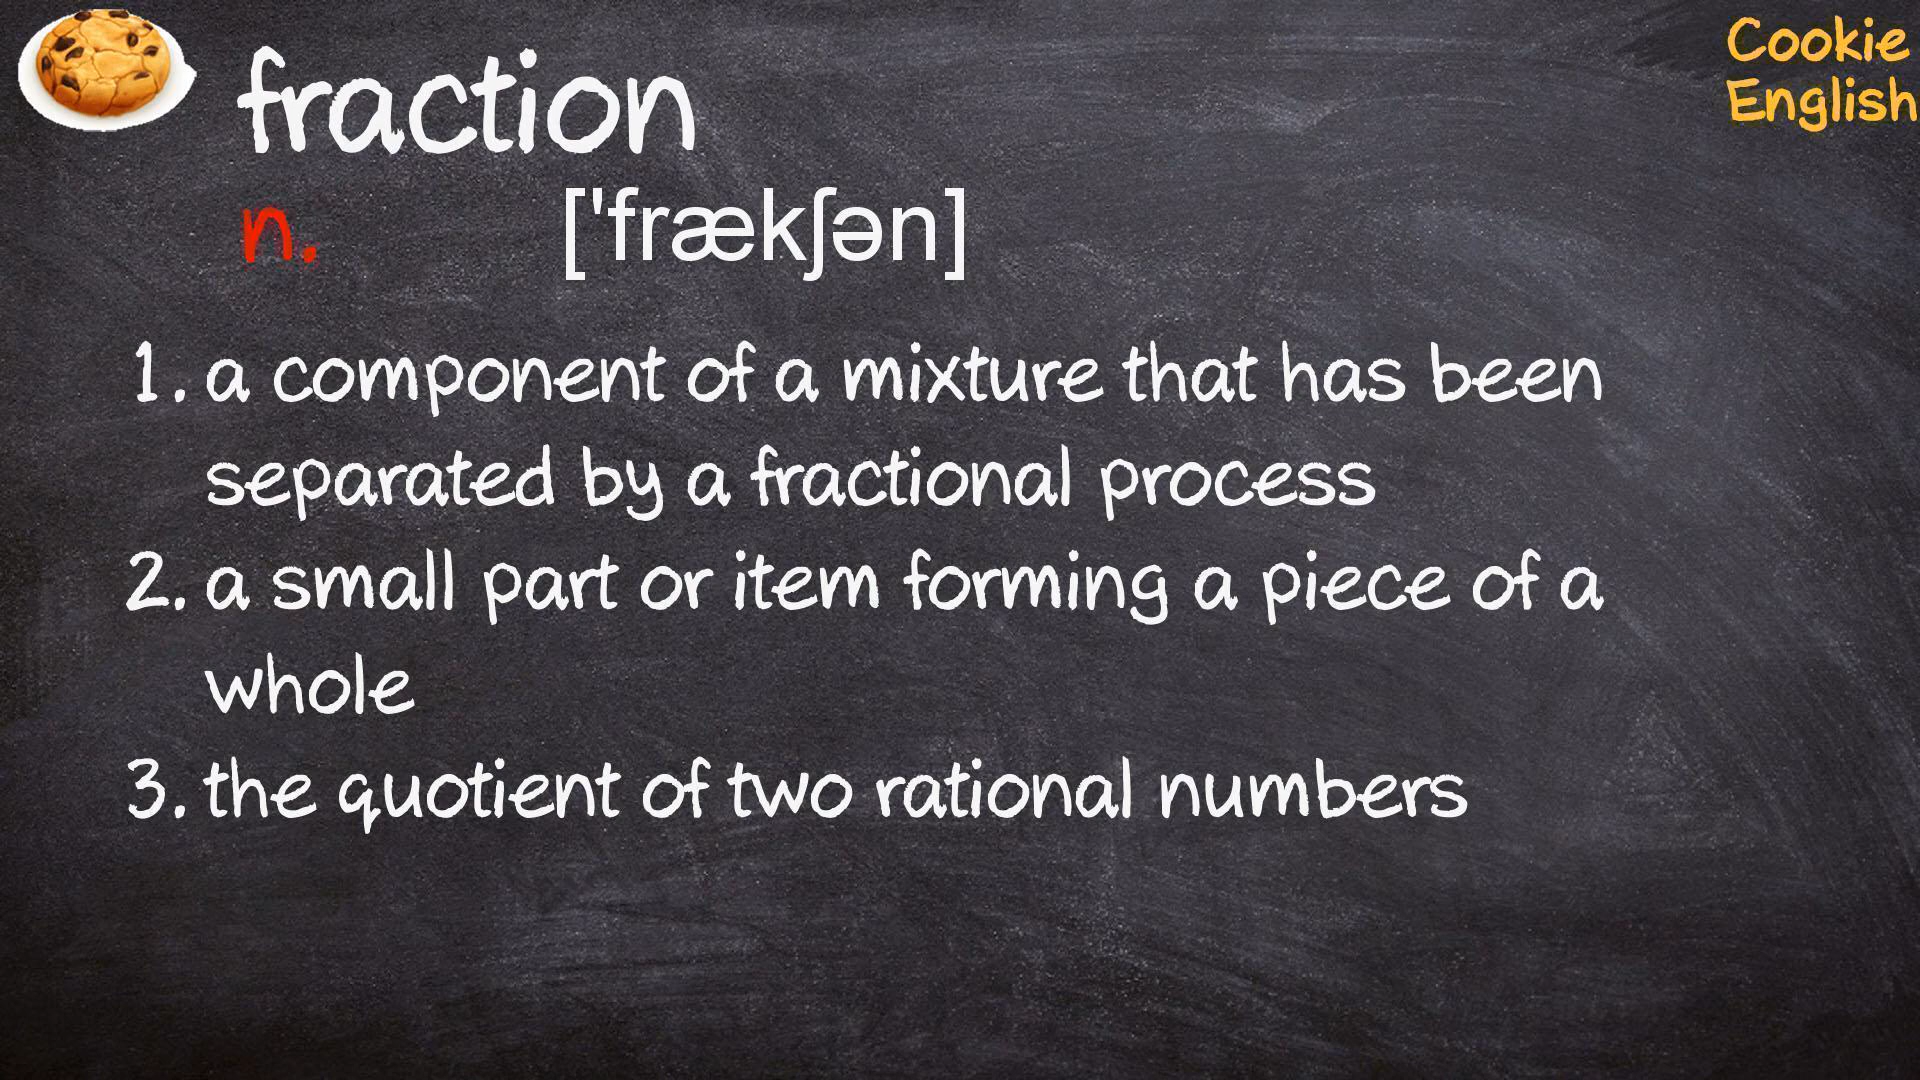 fraction
Cookie
English
n. ['frækʃən]
1. a component of a mixture that has been
separated by a fractional process
2. a small part or item forming a piece of a
whole
3. the quotient of two rational numbers